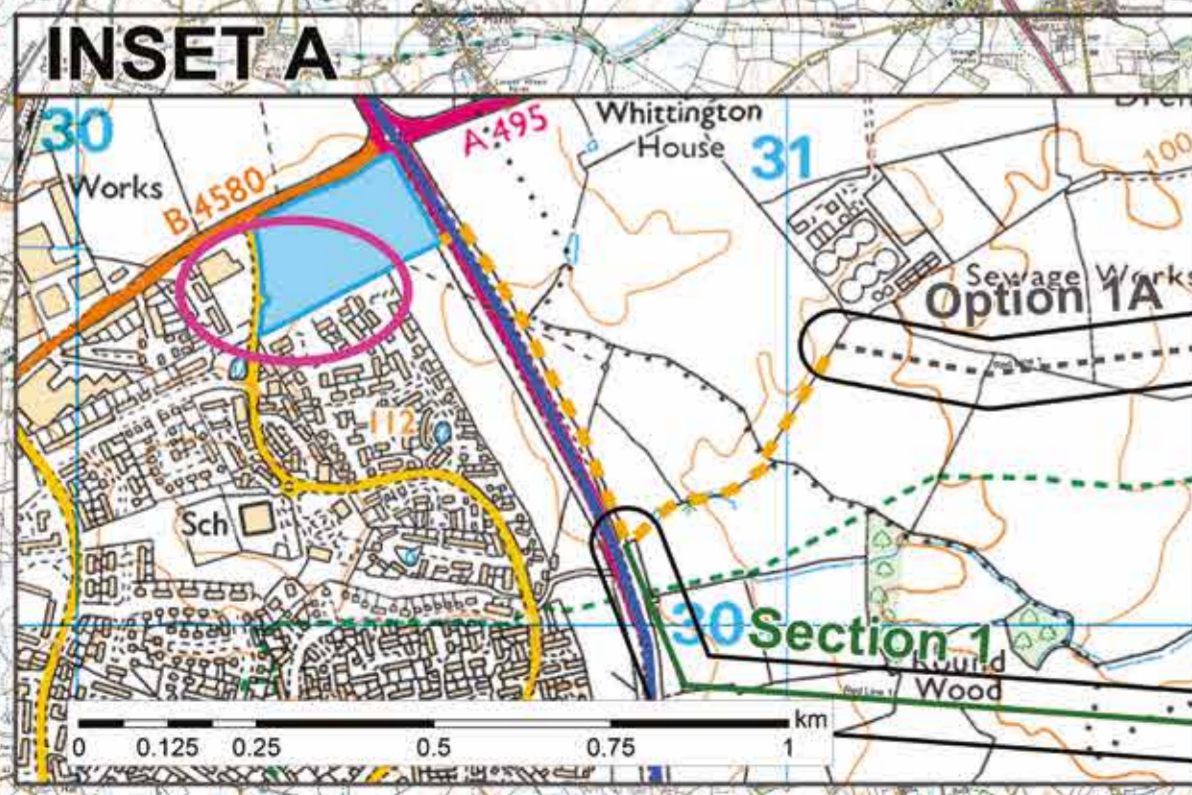 INSET A
30
Works
B 4580
A 495
Whittington
House
31
100
Sewage Works
Option 1A
112
Sch
30
Section 1
Round
Wood
km
0 0.125 0.25 0.5 0.75 1